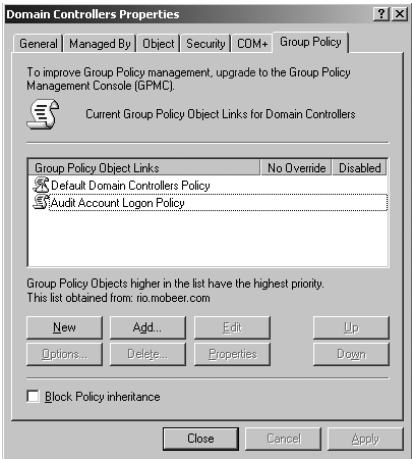 Domain Controllers Properties
General Managed By Object Security COM+ Group Policy
To improve Group Policy management, upgrade to the Group Policy
Management Console (GPMC).
Current Group Policy Object Links for Domain Controllers
Group Policy Object Links No Override Disabled
Default Domain Controllers Policy
Audit Account Logon Policy
Group Policy Objects higher in the list have the highest priority.
This list obtained from: rio.mobeer.com
New Add... Edit Up
Options... Delete... Properties Down
Block Policy inheritance
Close Cancel Apply